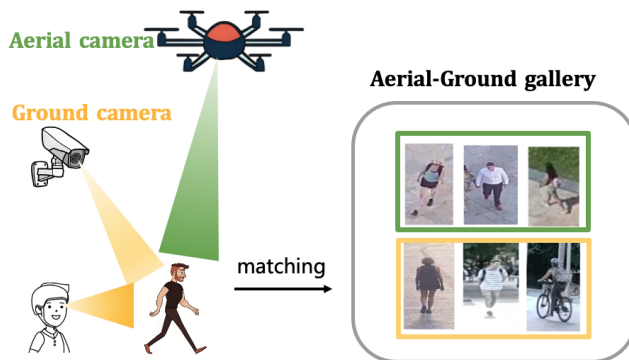 Aerial camera
Ground camera
Aerial-Ground gallery
matching